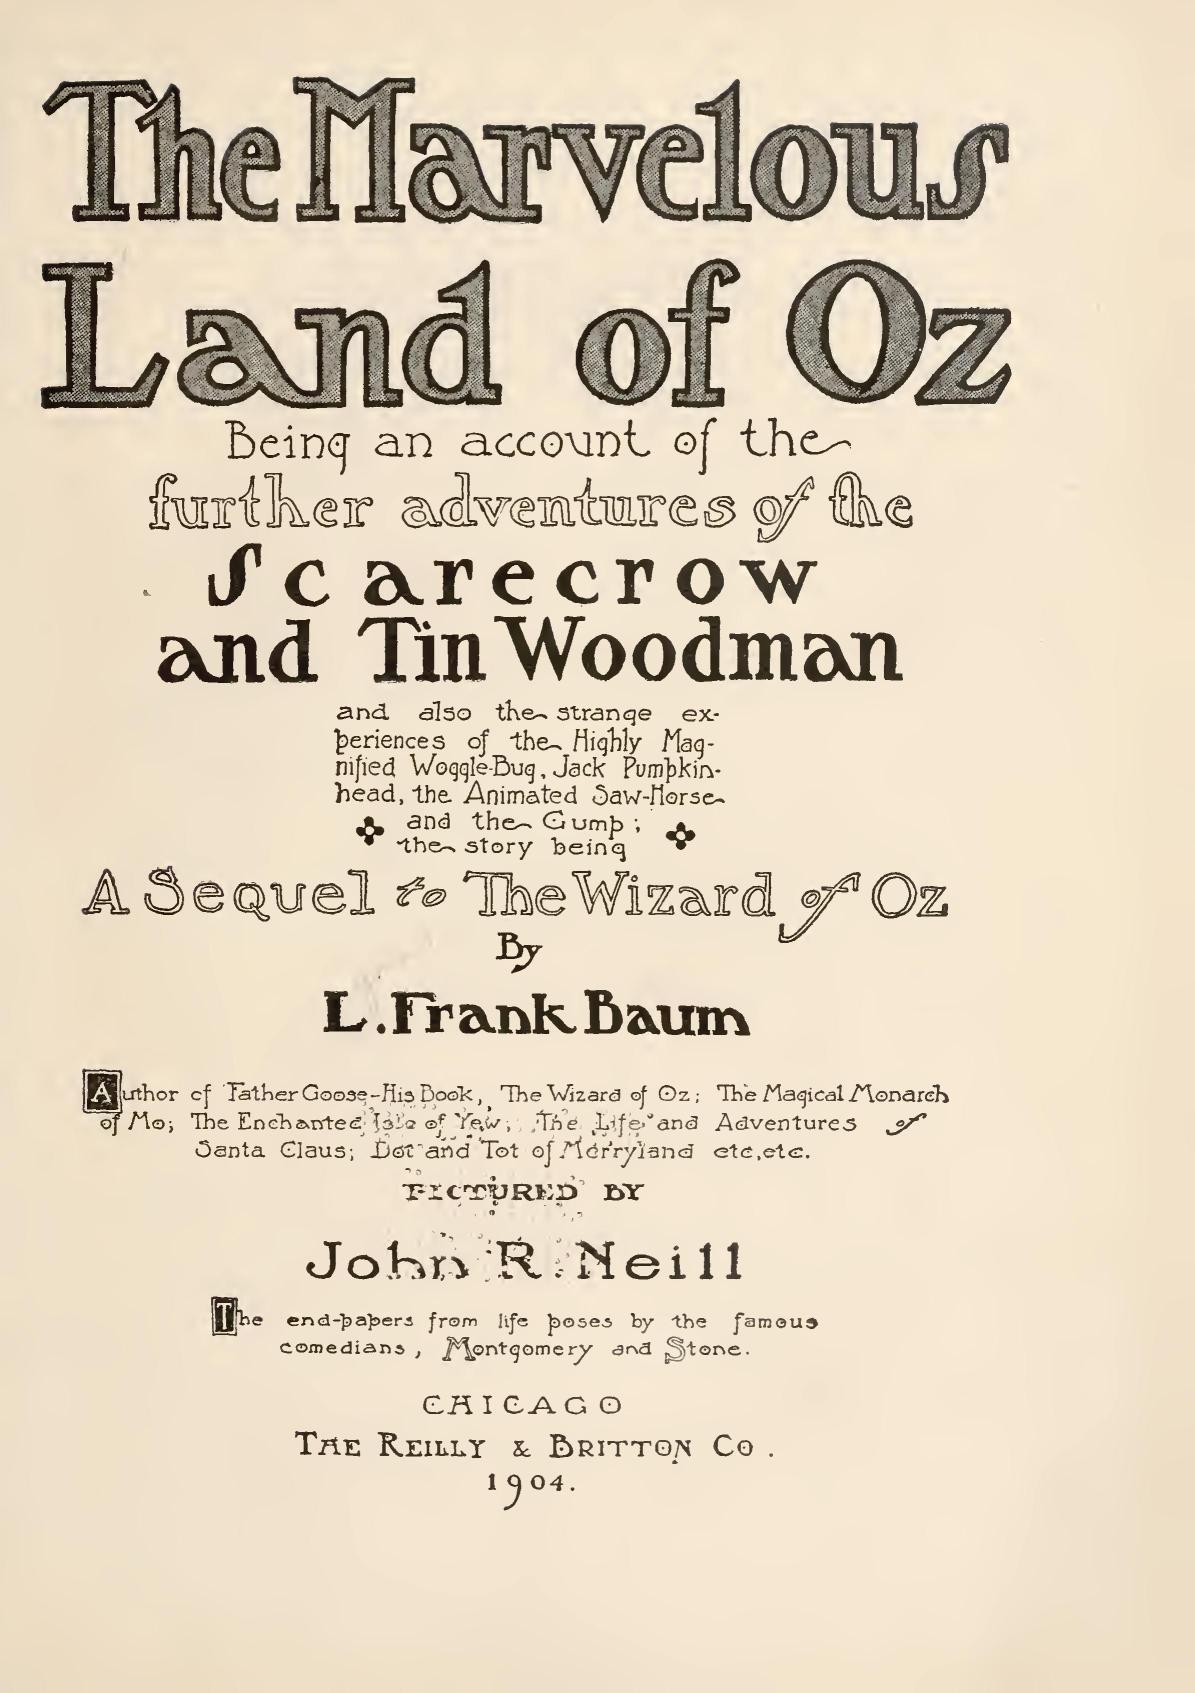 The Marvelous
Land of Oz
Being an account of the
further adventures of the
Scarecrow
and Tin Woodman
and also the strange ex-
periences of the Highly Mag-
nified Woggle-Bug, Jack Pumpkin-
head, the Animated Saw-Horse
and the Gump;
the story being
A Sequel to The Wizard of Oz
By
L. Frank Baum
Author of Father Goose-His Book, The Wizard of Oz; The Magical Monarch
of Mo; The Enchanted Isle of Yew; The Life and Adventures of
Santa Claus; Dot and Tot of Merryland etc, etc.
PICTURED BY
John R. Neill
The end-papers from life poses by the famous
comedians, Montgomery and Stone.
CHICAGO
THE REILLY & BRITTON CO.
1904.